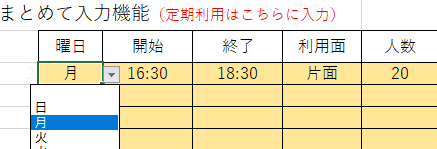 まとめて入力機能（定期利用はこちらに入力）
曜日 開始 終了 利用面 人数
月 16:30 18:30 片面 20
日
月
火